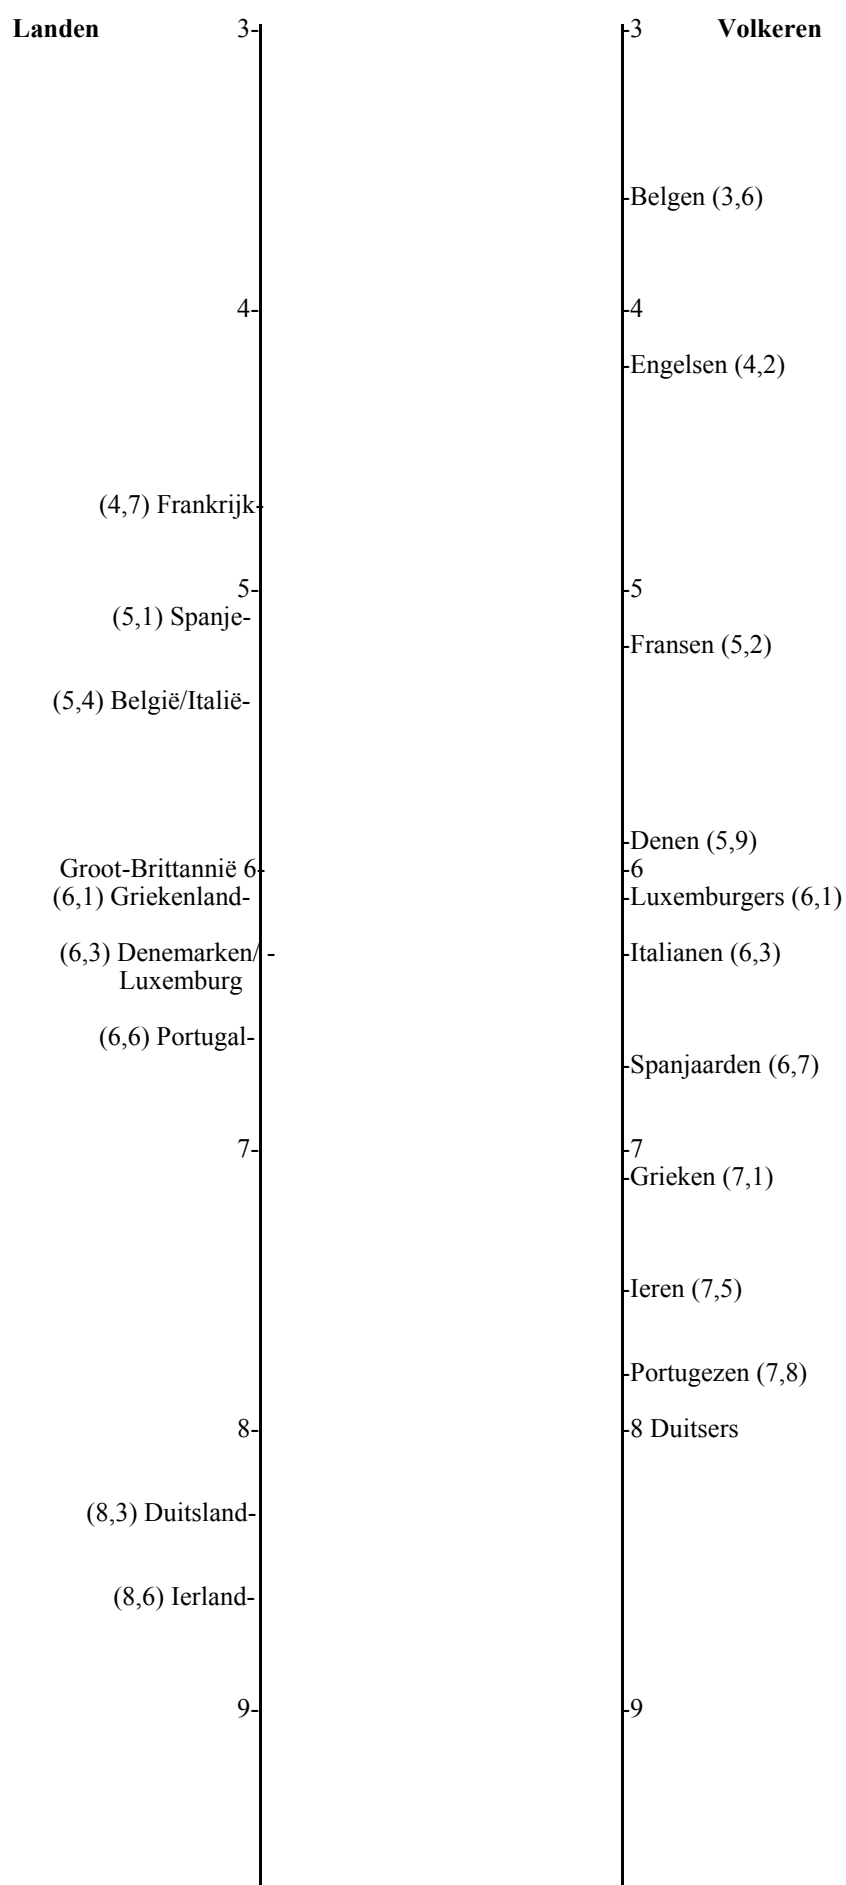 Landen 3- -3 Volkeren
-Belgen (3,6)
4- -4
-Engelsen (4,2)
(4,7) Frankrijk-
5- -5
(5,1) Spanje-
-Fransen (5,2)
(5,4) België/Italië-
-Denen (5,9)
Groot-Brittannië 6- -6
(6,1) Griekenland- -Luxemburgers (6,1)
(6,3) Denemarken/ - -Italianen (6,3)
Luxemburg
(6,6) Portugal-
-Spanjaarden (6,7)
7- -7
-Grieken (7,1)
-Ieren (7,5)
-Portugezen (7,8)
8- -8 Duitsers
(8,3) Duitsland-
(8,6) Ierland-
9- -9